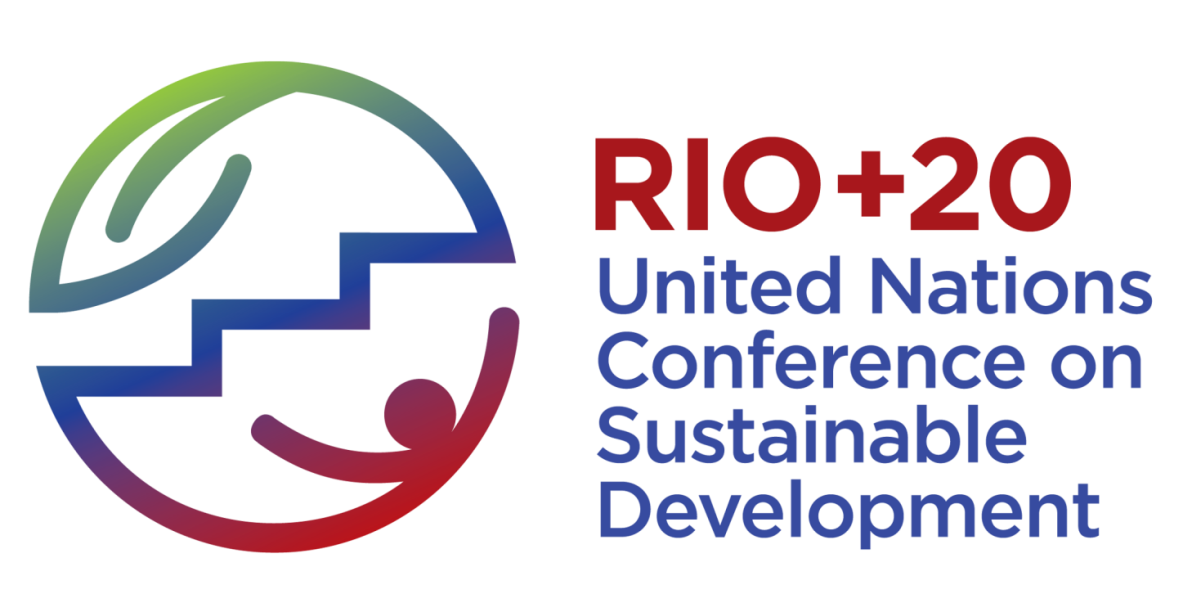 RIO+20
United Nations
Conference on
Sustainable
Development